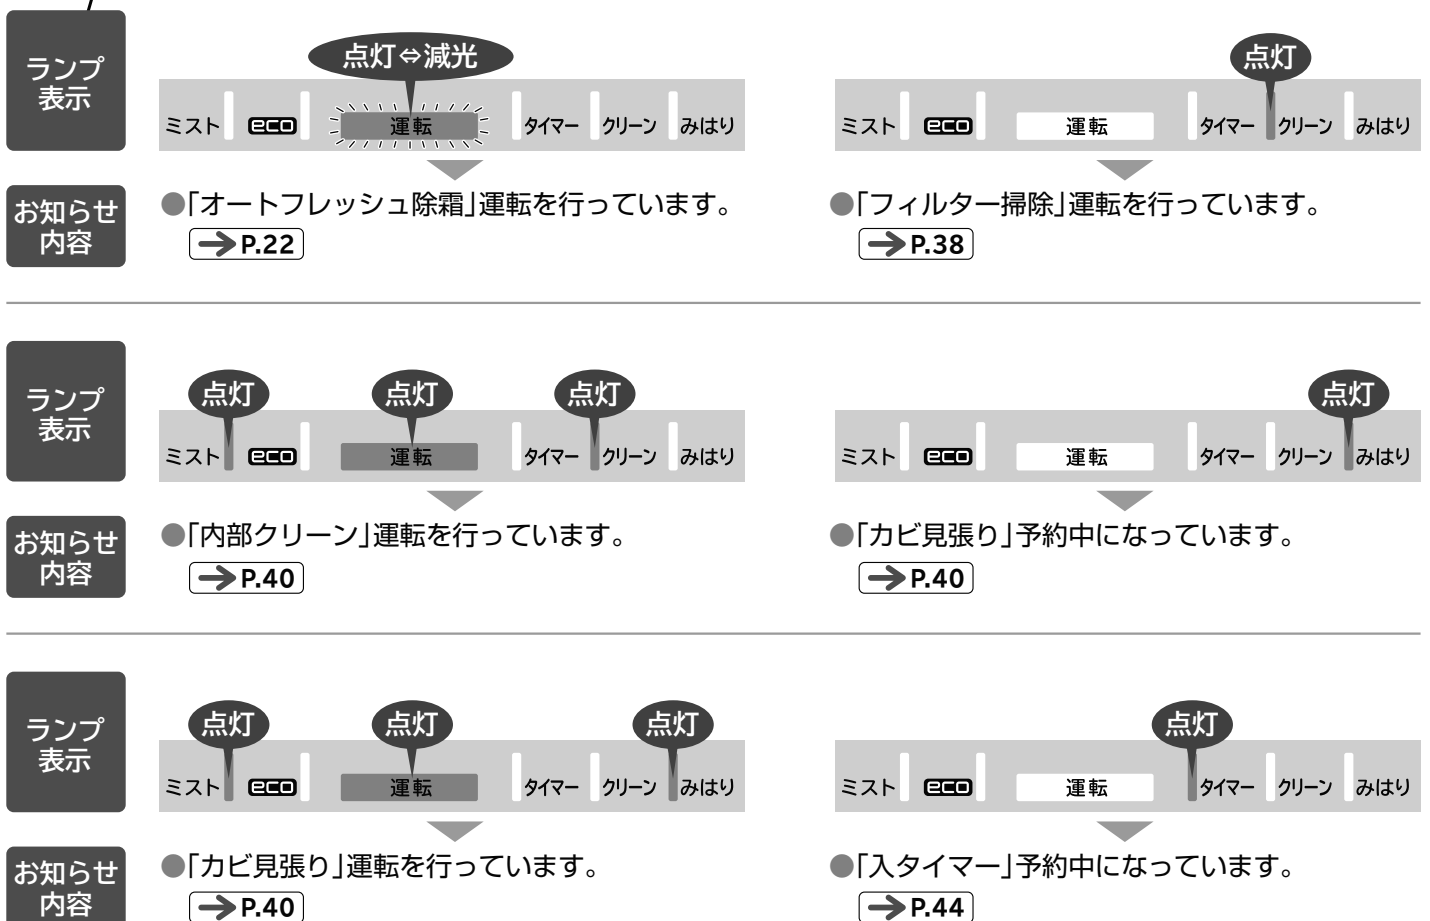 ランプ
表示
点灯⇔減光
ミスト eco 運転 タイマー クリーン みはり
点灯
ミスト eco 運転 タイマー クリーン みはり
お知らせ
内容
●「オートフレッシュ除霜」運転を行っています。
→P.22
●「フィルター掃除」運転を行っています。
→P.38
ランプ
表示
点灯 点灯 点灯
ミスト eco 運転 タイマー クリーン みはり
点灯
ミスト eco 運転 タイマー クリーン みはり
お知らせ
内容
●「内部クリーン」運転を行っています。
→P.40
●「カビ見張り」予約中になっています。
→P.40
ランプ
表示
点灯 点灯 点灯
ミスト eco 運転 タイマー クリーン みはり
点灯
ミスト eco 運転 タイマー クリーン みはり
お知らせ
内容
●「カビ見張り」運転を行っています。
→P.40
●「入タイマー」予約中になっています。
→P.44